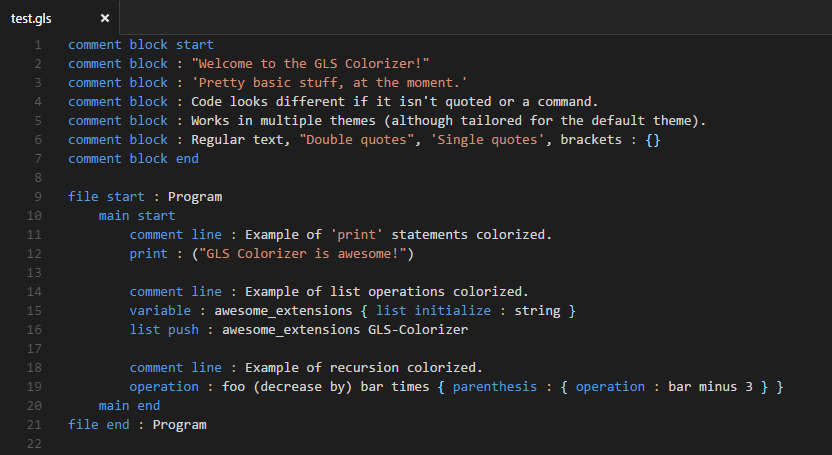 test.gls ×
1 comment block start
2 comment block : "Welcome to the GLS Colorizer!"
3 comment block : 'Pretty basic stuff, at the moment.'
4 comment block : Code looks different if it isn't quoted or a command.
5 comment block : Works in multiple themes (although tailored for the default theme).
6 comment block : Regular text, "Double quotes", 'Single quotes', brackets : {}
7 comment block end
8
9 file start : Program
10     main start
11         comment line : Example of 'print' statements colorized.
12         print : ("GLS Colorizer is awesome!")
13
14         comment line : Example of list operations colorized.
15         variable : awesome_extensions { list initialize : string }
16         list push : awesome_extensions GLS-Colorizer
17
18         comment line : Example of recursion colorized.
19         operation : foo (decrease by) bar times { parenthesis : { operation : bar minus 3 } }
20     main end
21 file end : Program
22